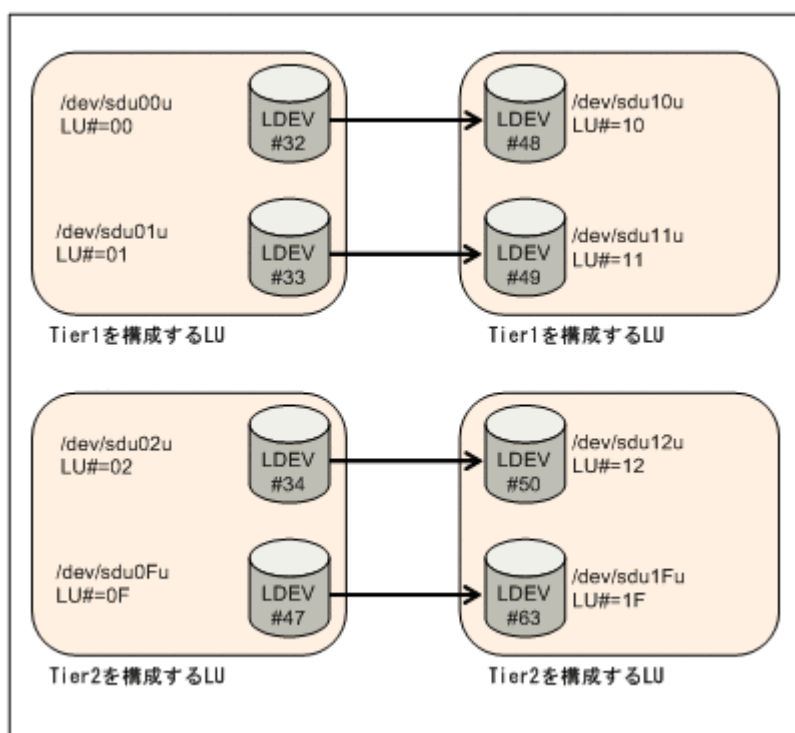 /dev/sdu00u
LU#=00
LDEV
#32
LDEV
#48
/dev/sdu10u
LU#=10
/dev/sdu01u
LU#=01
LDEV
#33
LDEV
#49
/dev/sdu11u
LU#=11
Tier1を構成するLU
Tier1を構成するLU
/dev/sdu02u
LU#=02
LDEV
#34
LDEV
#50
/dev/sdu12u
LU#=12
/dev/sdu0Fu
LU#=0F
LDEV
#47
LDEV
#63
/dev/sdu1Fu
LU#=1F
Tier2を構成するLU
Tier2を構成するLU